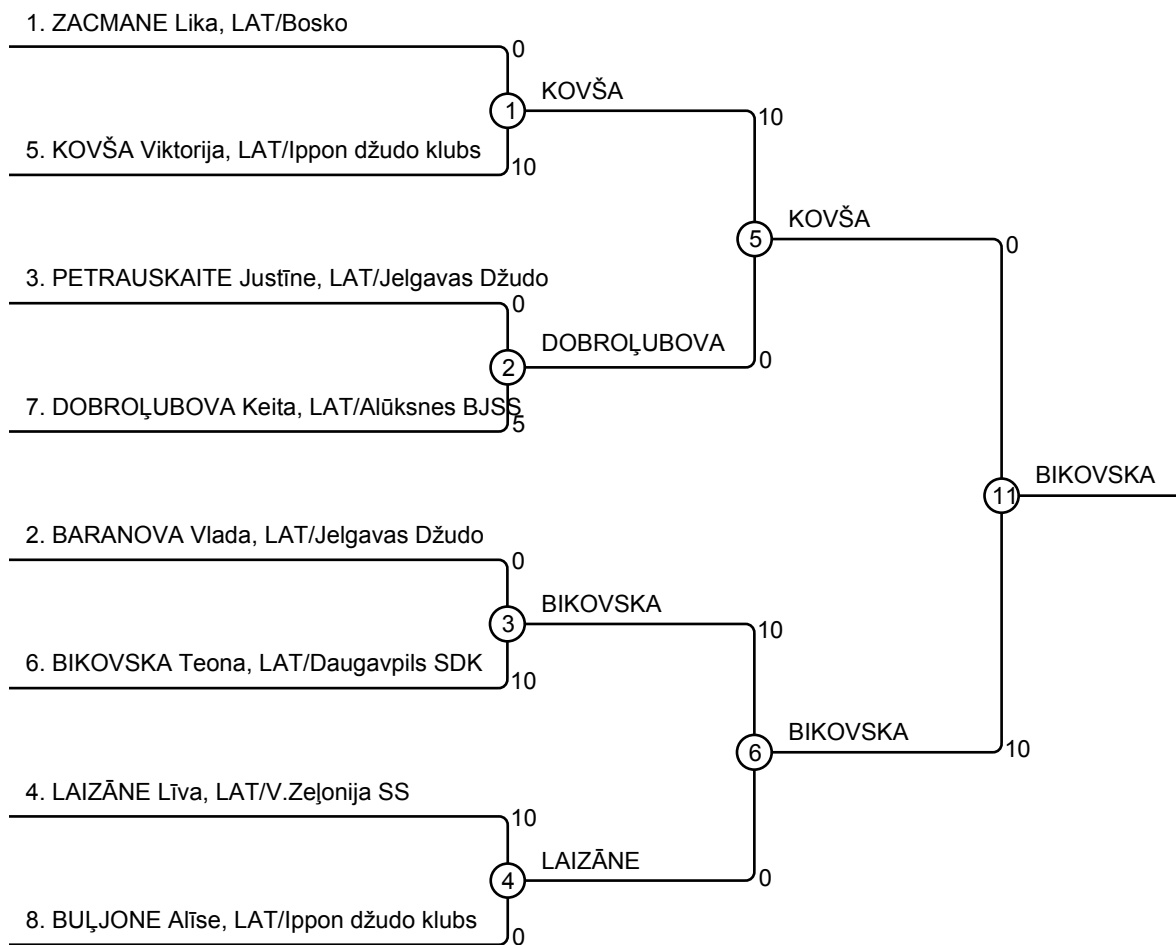 1. ZACMANE Lika, LAT/Bosko
0
KOVŠA
1
10
5. KOVŠA Viktorija, LAT/Ippon džudo klubs
10
KOVŠA
5
0
3. PETRAUSKAITE Justīne, LAT/Jelgavas Džudo
0
DOBROĻUBOVA
2
0
7. DOBROĻUBOVA Keita, LAT/Alūksnes BJSS
5
BIKOVSKA
11
2. BARANOVA Vlada, LAT/Jelgavas Džudo
0
BIKOVSKA
3
10
6. BIKOVSKA Teona, LAT/Daugavpils SDK
10
BIKOVSKA
6
10
4. LAIZĀNE Līva, LAT/V.Zeļonija SS
10
LAIZĀNE
4
0
8. BUĻJONE Alīse, LAT/Ippon džudo klubs
0